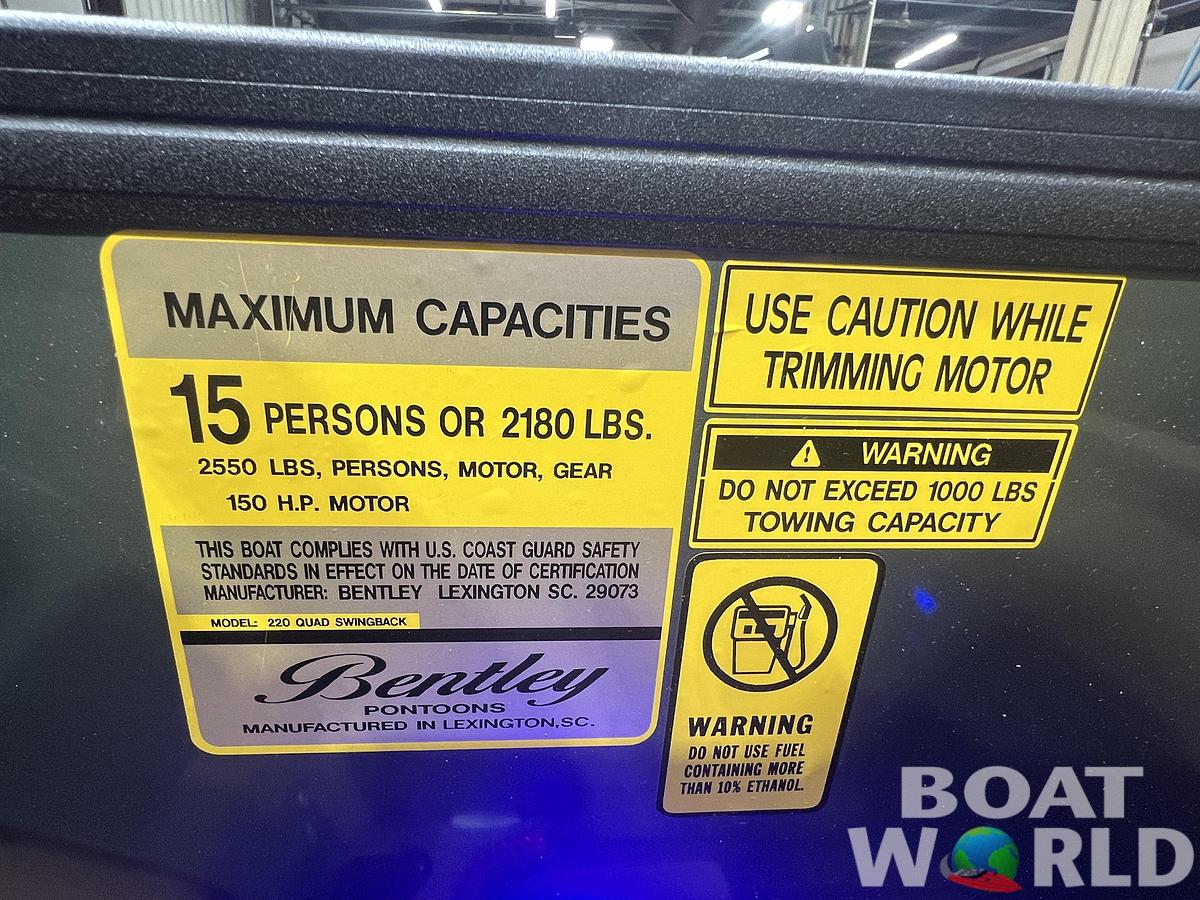 MAXIMUM CAPACITIES
15 PERSONS OR 2180 LBS.
2550 LBS, PERSONS, MOTOR, GEAR
150 H.P. MOTOR
THIS BOAT COMPLIES WITH U.S. COAST GUARD SAFETY
STANDARDS IN EFFECT ON THE DATE OF CERTIFICATION
MANUFACTURER: BENTLEY LEXINGTON SC. 29073
MODEL: 220 QUAD SWINGBACK
Bentley
PONTOONS
MANUFACTURED IN LEXINGTON, SC.
USE CAUTION WHILE
TRIMMING MOTOR
WARNING
DO NOT EXCEED 1000 LBS
TOWING CAPACITY
WARNING
DO NOT USE FUEL
CONTAINING MORE
THAN 10% ETHANOL.
BOAT
WORLD